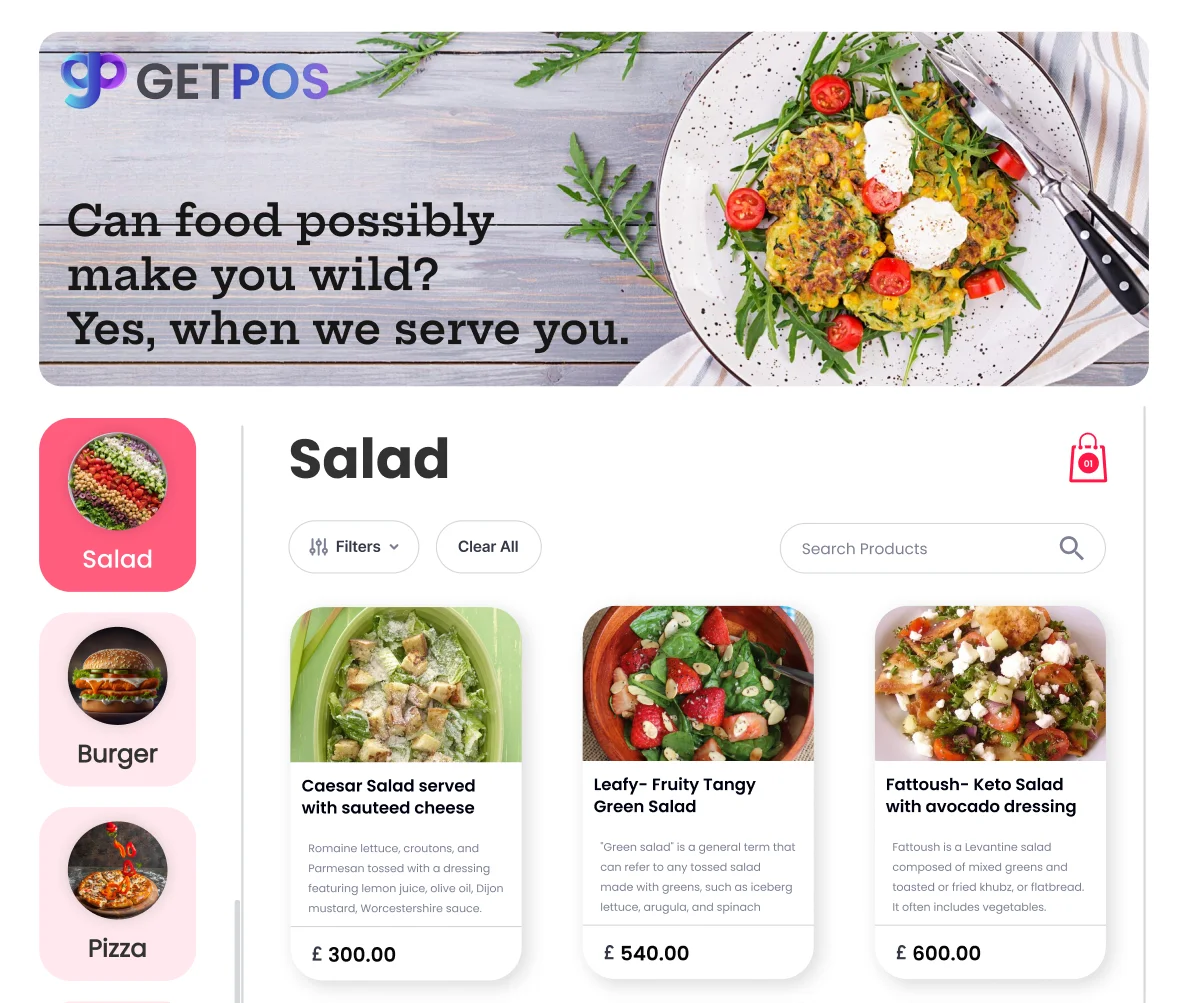 GETPOS
Can food possibly
make you wild?
Yes, when we serve you.
Salad
Burger
Pizza
Salad
01
Filters
Clear All
Search Products
Caesar Salad served
with sauteed cheese
Romaine lettuce, croutons, and
Parmesan tossed with a dressing
featuring lemon juice, olive oil, Dijon
mustard, Worcestershire sauce.
£ 300.00
Leafy- Fruity Tangy
Green Salad
"Green salad" is a general term that
can refer to any tossed salad
made with greens, such as iceberg
lettuce, arugula, and spinach
£ 540.00
Fattoush- Keto Salad
with avocado dressing
Fattoush is a Levantine salad
composed of mixed greens and
toasted or fried khubz, or flatbread.
It often includes vegetables.
£ 600.00